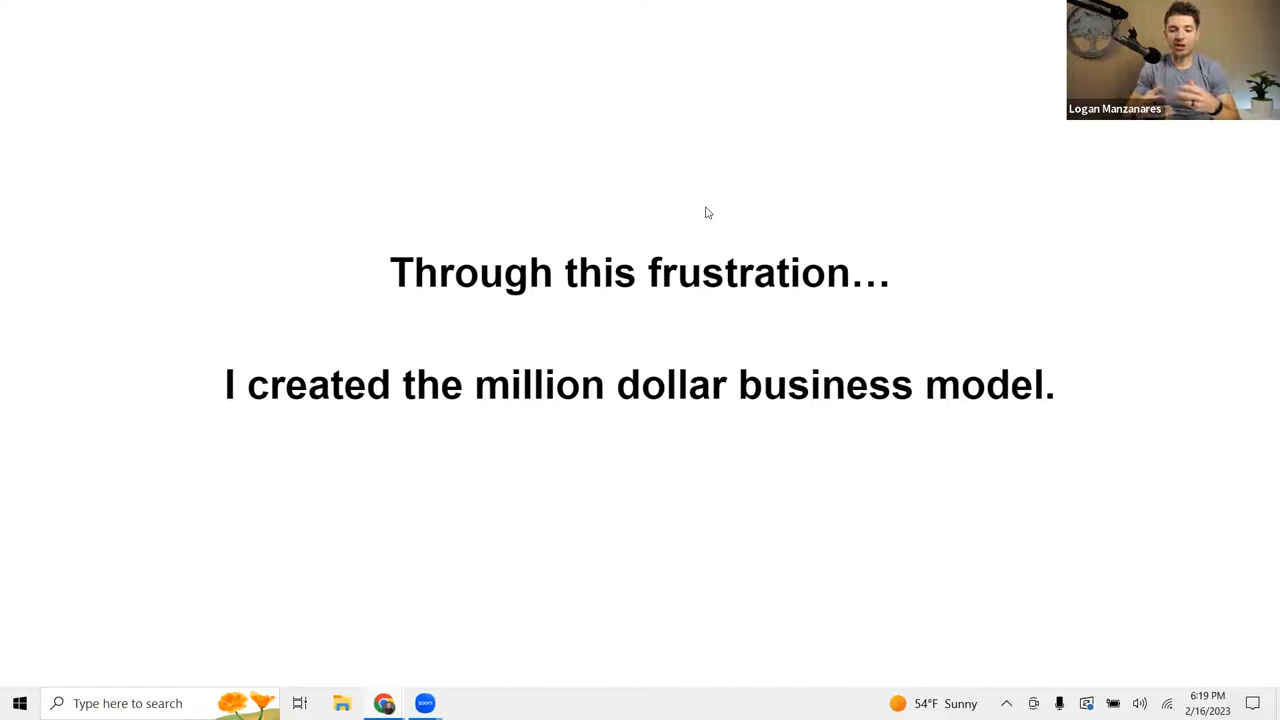 Logan Manzanares
Through this frustration…
I created the million dollar business model.
Type here to search
zoom
54°F Sunny
6:19 PM
2/16/2023